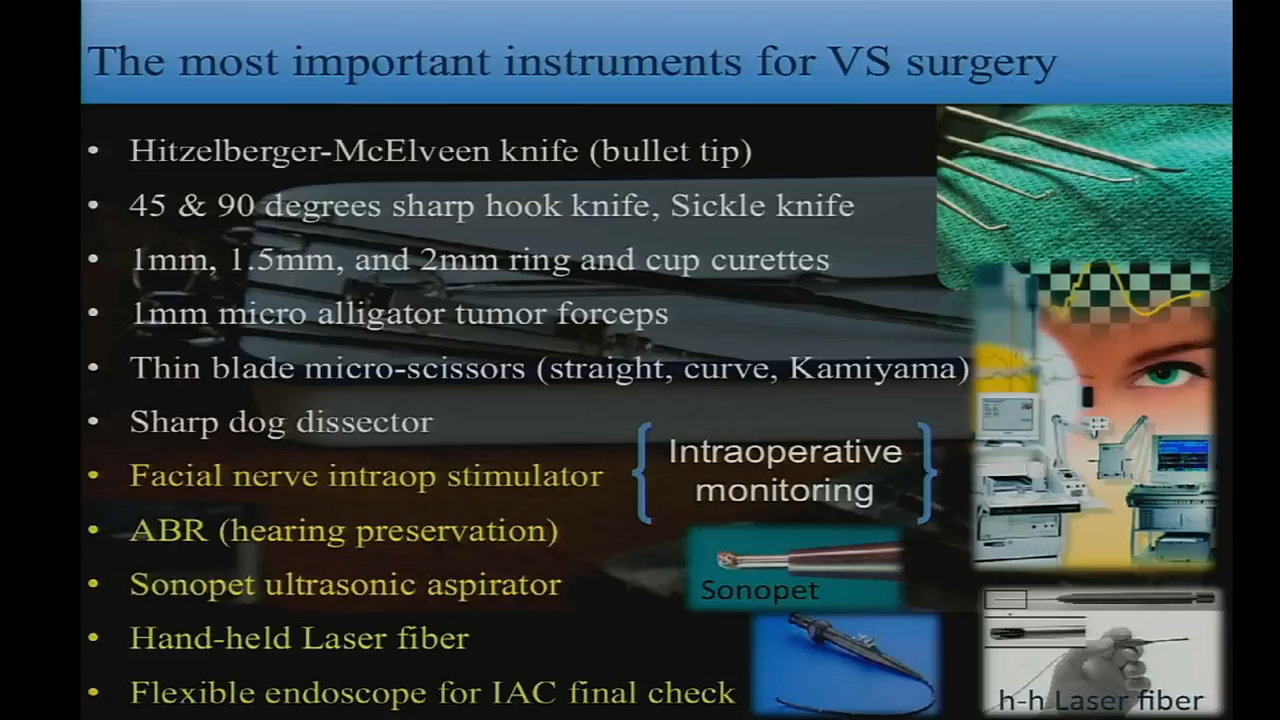 The most important instruments for VS surgery
• Hitzelberger-McElveen knife (bullet tip)
• 45 & 90 degrees sharp hook knife, Sickle knife
• 1mm, 1.5mm, and 2mm ring and cup curettes
• 1mm micro alligator tumor forceps
• Thin blade micro-scissors (straight, curve, Kamiyama)
• Sharp dog dissector
• Facial nerve intraop stimulator
Intraoperative
monitoring
• ABR (hearing preservation)
• Sonopet ultrasonic aspirator
Sonopet
• Hand-held Laser fiber
• Flexible endoscope for IAC final check
h-h Laser fiber